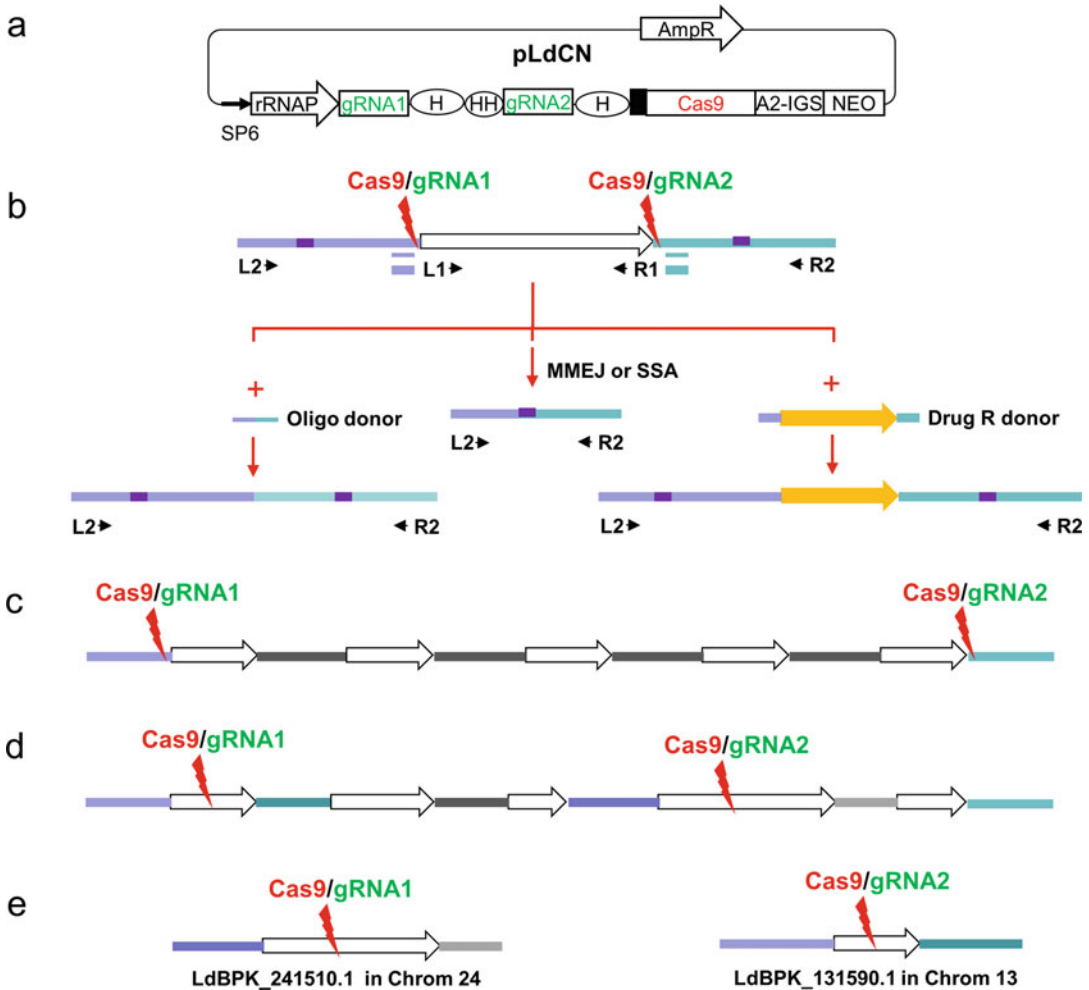 a
AmpR
pLdCN
rRNAP gRNA1 H HH gRNA2 H Cas9 A2-IGS NEO
SP6
b
Cas9/gRNA1 Cas9/gRNA2
L2 L1 R1 R2
MMEJ or SSA
+ +
Oligo donor Drug R donor
L2 R2
L2 R2 L2 R2
c
Cas9/gRNA1 Cas9/gRNA2
d
Cas9/gRNA1 Cas9/gRNA2
e
Cas9/gRNA1 Cas9/gRNA2
LdBPK_241510.1 in Chrom 24 LdBPK_131590.1 in Chrom 13